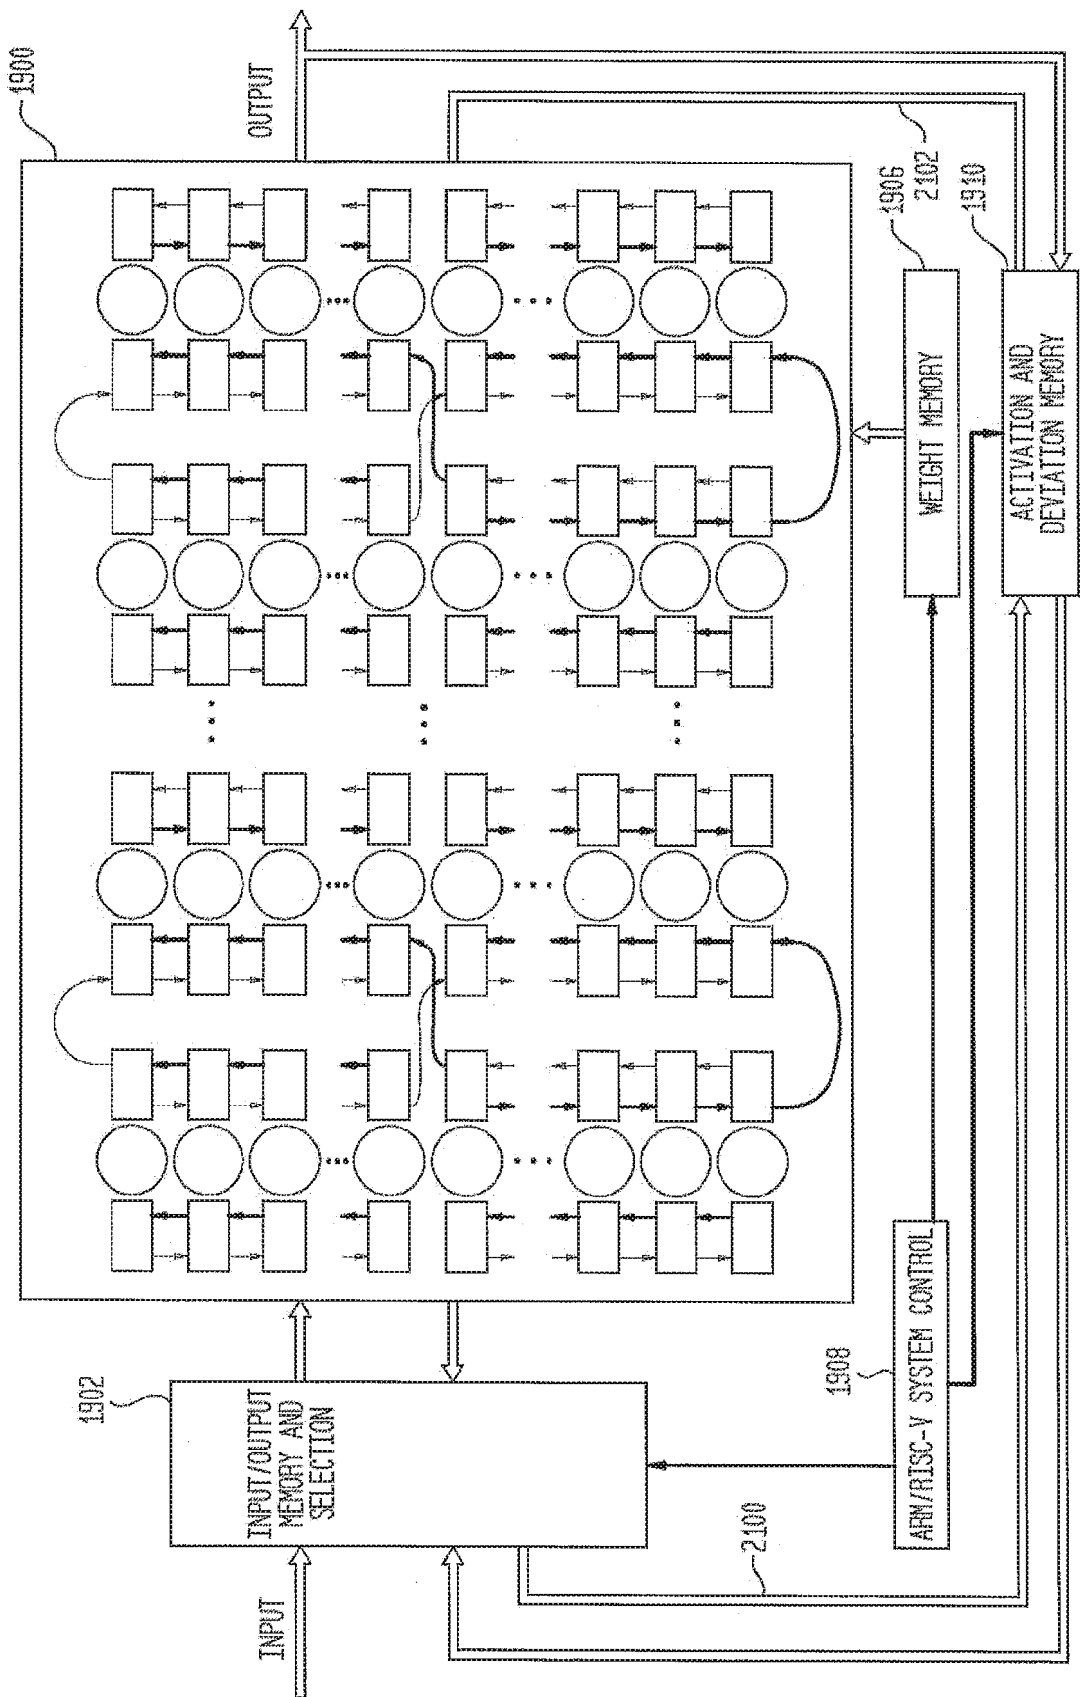 INPUT
1902
INPUT/OUTPUT
MEMORY AND
SELECTION
2100
1908
ARM/RISC-V SYSTEM CONTROL
1900
OUTPUT
WEIGHT MEMORY
1906
2102
1910
ACTIVATION AND
DEVIATION MEMORY